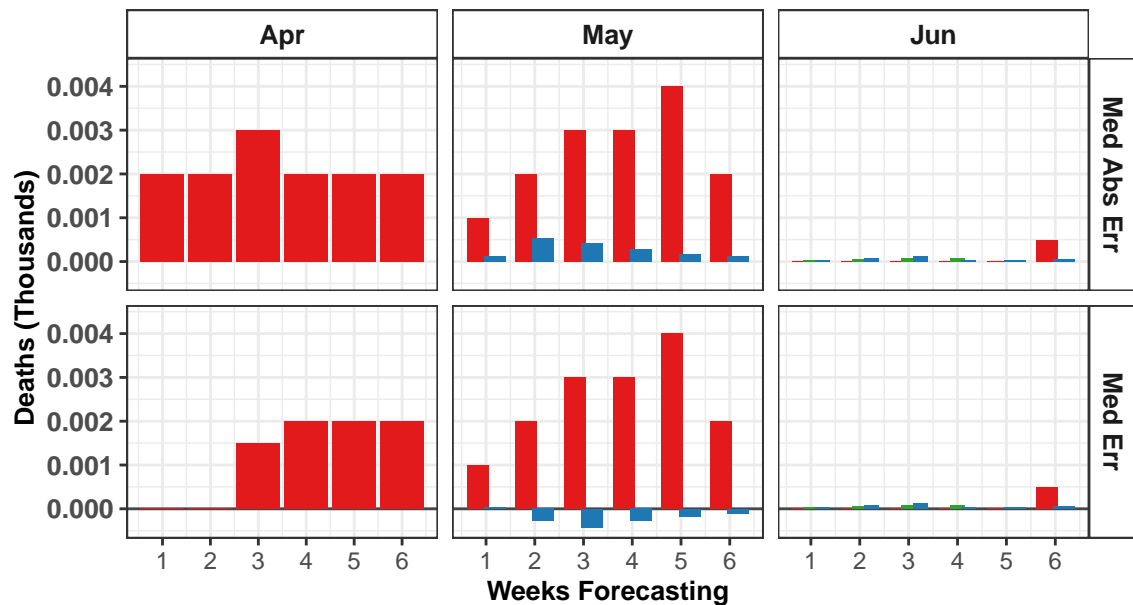 Apr May Jun
0.004
0.003
0.002
0.001
0.000
Med Abs Err
0.004
0.003
0.002
0.001
0.000
Med Err
Deaths (Thousands)
1 2 3 4 5 6 1 2 3 4 5 6 1 2 3 4 5 6
Weeks Forecasting